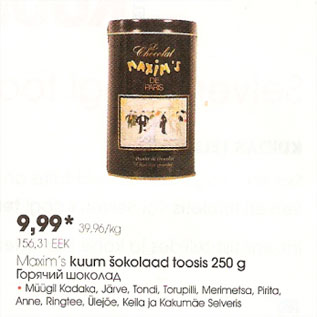 Le Chocolat
MAXIM'S
DE
PARIS
9,99* 39.96/kg
156,31 EEK
Maxim's kuum šokolaad toosis 250 g
Горячий шоколад
• Müügil Kadaka, Järve, Tondi, Torupilli, Merimetsa, Pirita,
Anne, Ringtee, Ülejõe, Keila ja Kakumäe Selveris